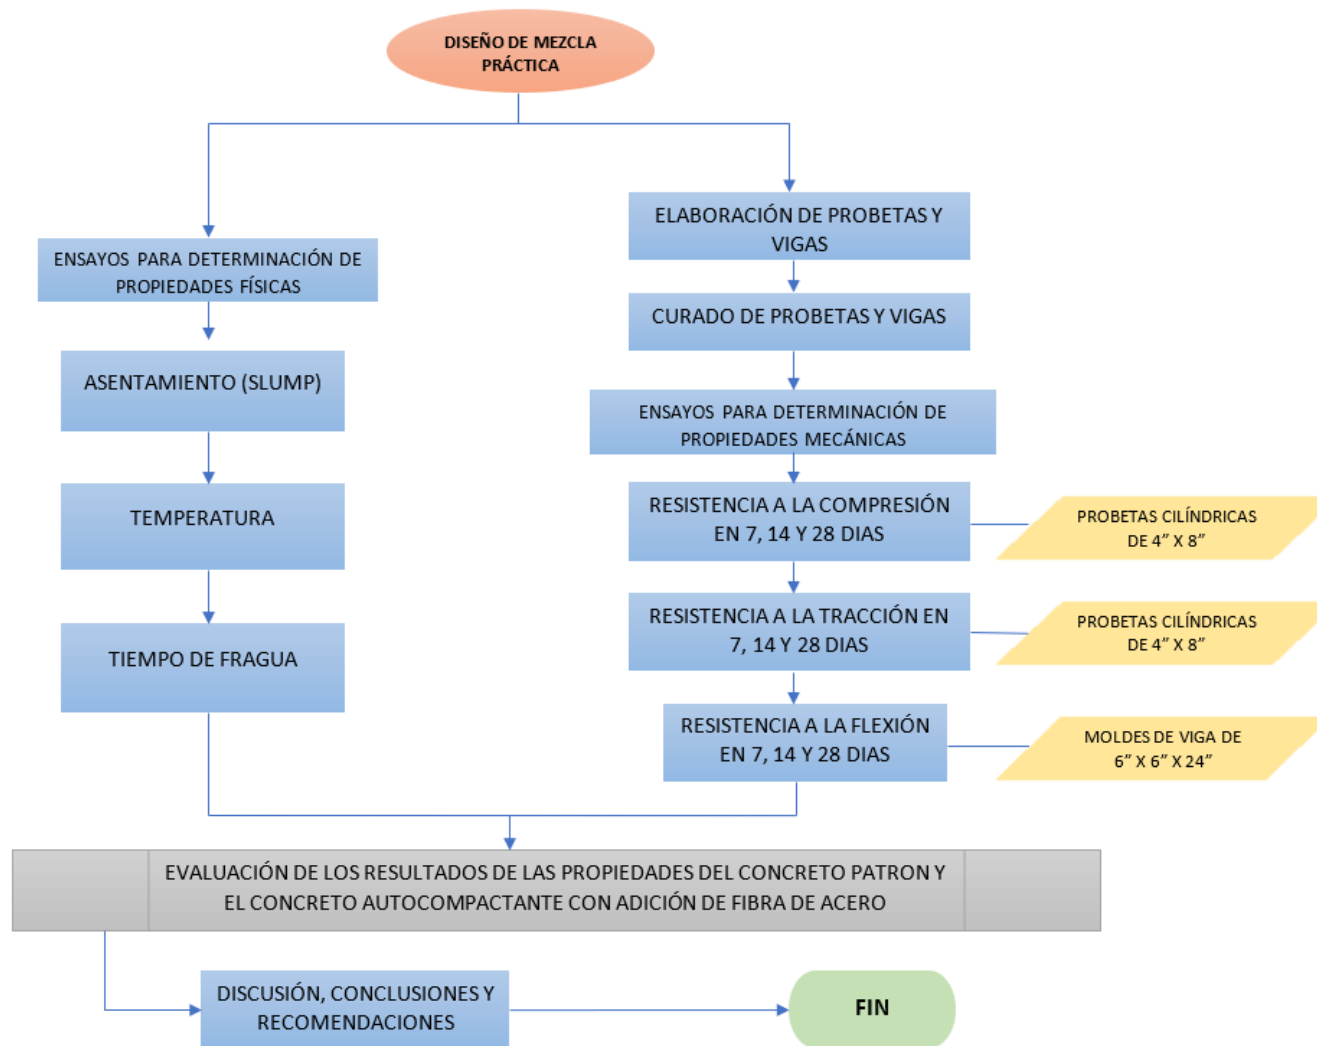 DISEÑO DE MEZCLA
PRÁCTICA
ENSAYOS PARA DETERMINACIÓN DE
PROPIEDADES FÍSICAS
ASENTAMIENTO (SLUMP)
TEMPERATURA
TIEMPO DE FRAGUA
ELABORACIÓN DE PROBETAS Y
VIGAS
CURADO DE PROBETAS Y VIGAS
ENSAYOS PARA DETERMINACIÓN DE
PROPIEDADES MECÁNICAS
RESISTENCIA A LA COMPRESIÓN
EN 7, 14 Y 28 DIAS
PROBETAS CILÍNDRICAS
DE 4” X 8”
RESISTENCIA A LA TRACCIÓN EN
7, 14 Y 28 DIAS
PROBETAS CILÍNDRICAS
DE 4” X 8”
RESISTENCIA A LA FLEXIÓN
EN 7, 14 Y 28 DIAS
MOLDES DE VIGA DE
6” X 6” X 24”
EVALUACIÓN DE LOS RESULTADOS DE LAS PROPIEDADES DEL CONCRETO PATRON Y
EL CONCRETO AUTOCOMPACTANTE CON ADICIÓN DE FIBRA DE ACERO
DISCUSIÓN, CONCLUSIONES Y
RECOMENDACIONES
FIN